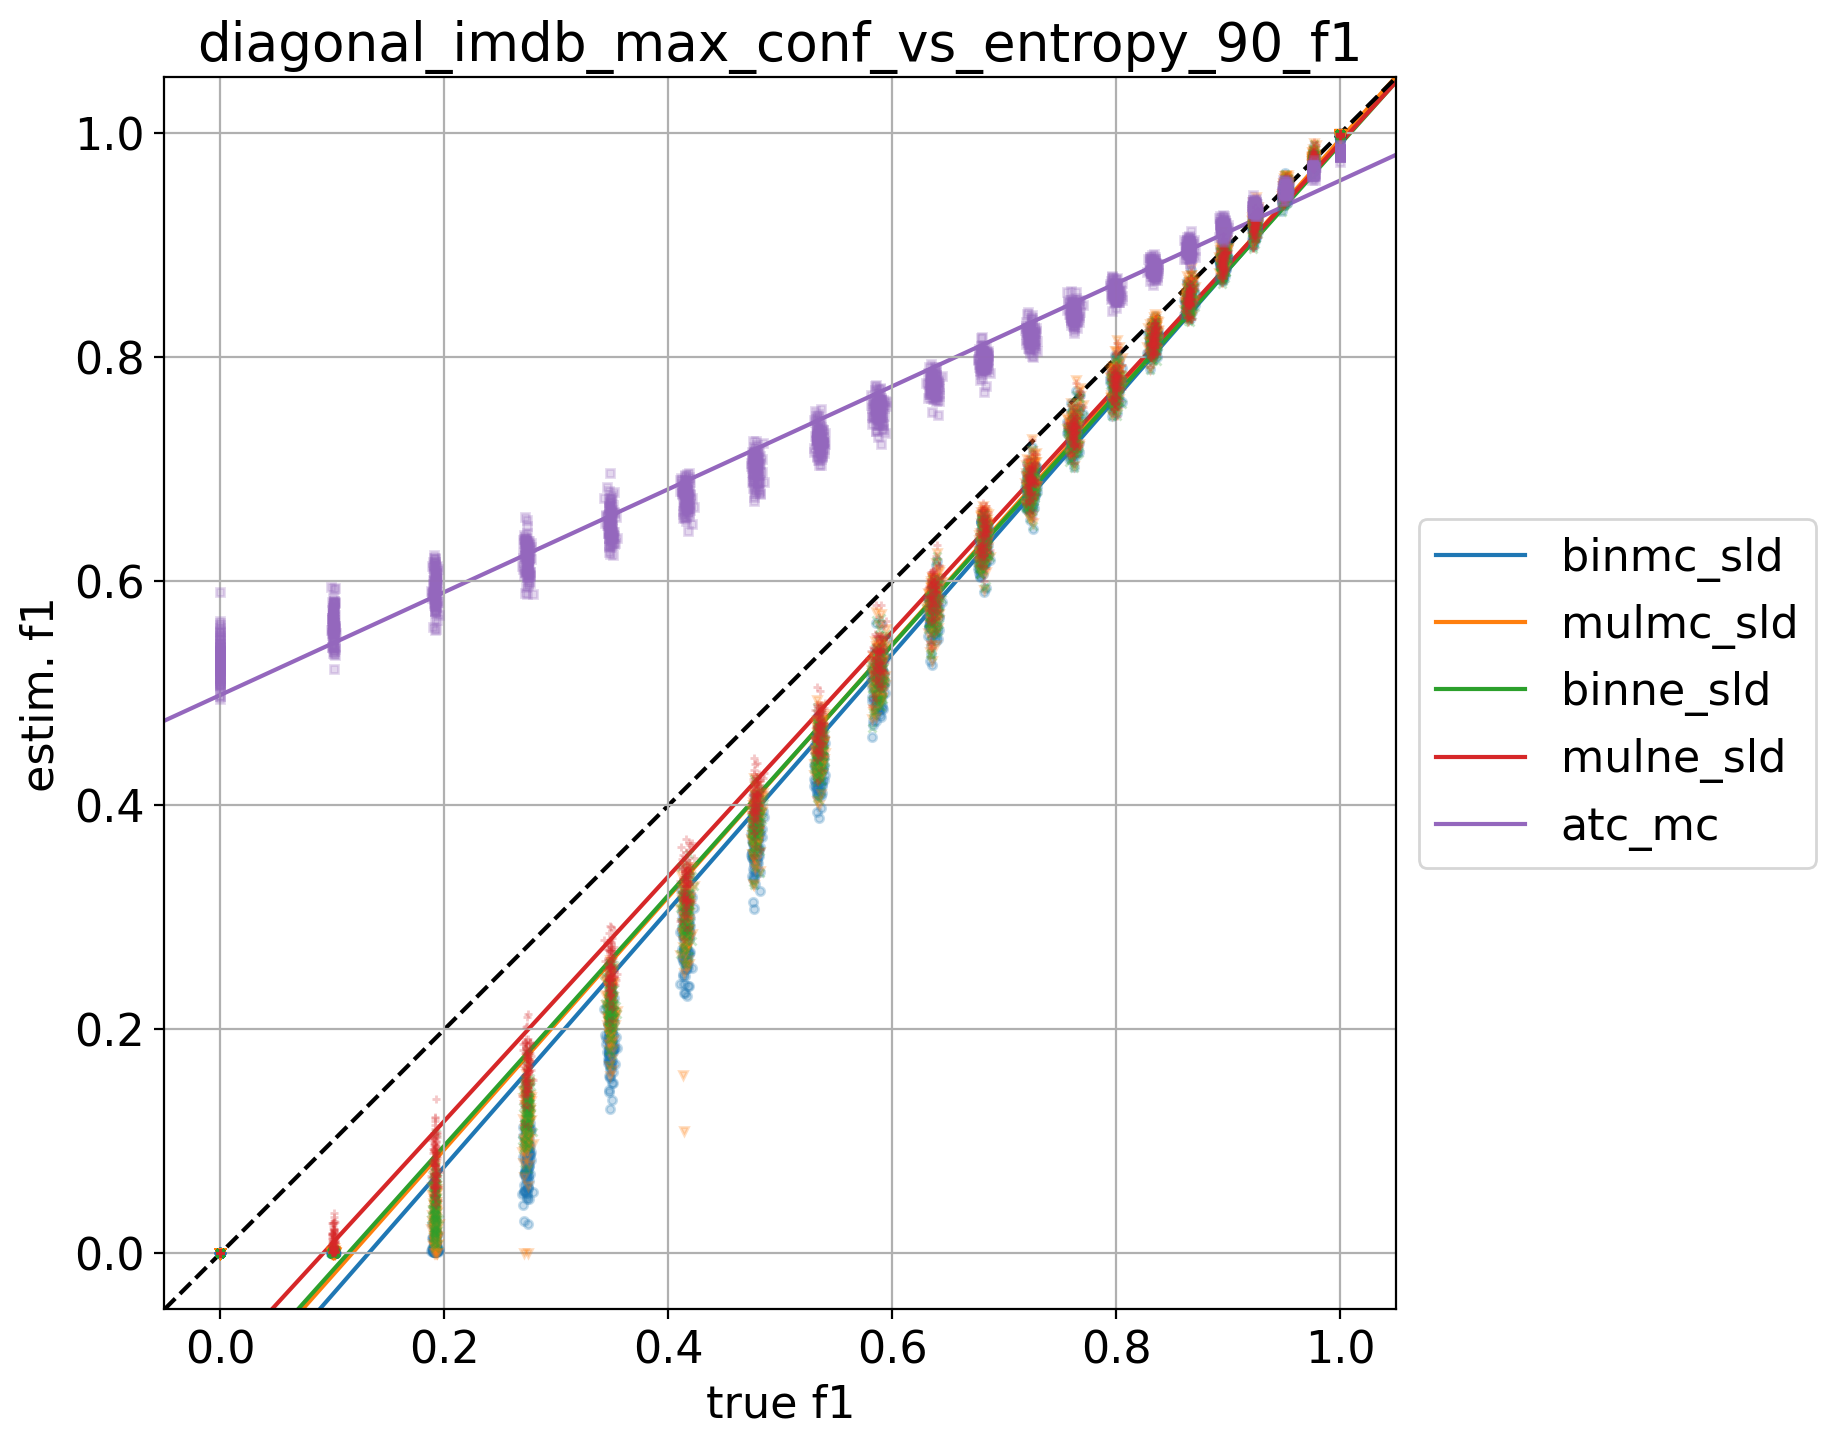 diagonal_imdb_max_conf_vs_entropy_90_f1
1.0
0.8
0.6
0.4
0.2
0.0
estim. f1
0.0 0.2 0.4 0.6 0.8 1.0
true f1
binmc_sld
mulmc_sld
binne_sld
mulne_sld
atc_mc